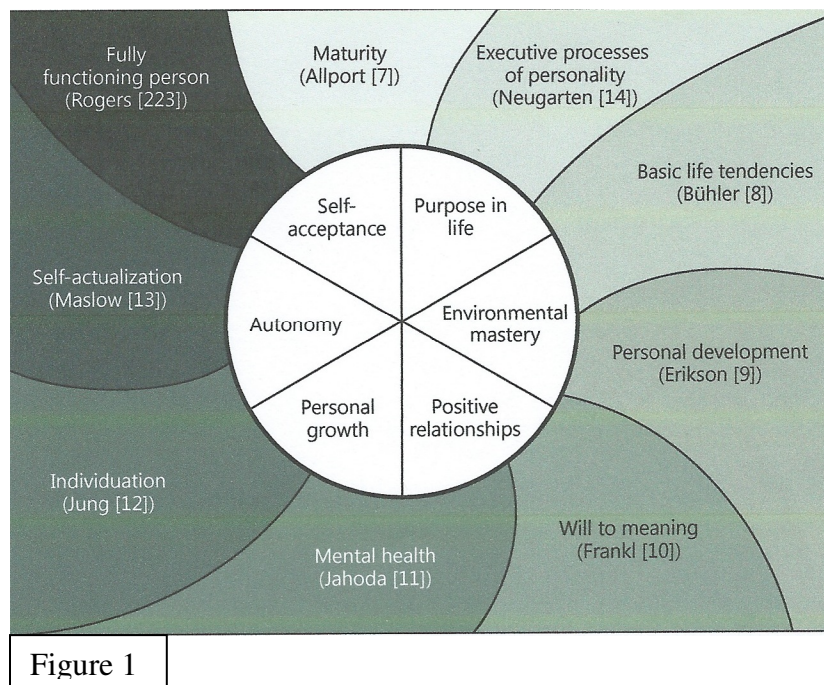 Fully
functioning person
(Rogers [223])
Maturity
(Allport [7])
Executive processes
of personality
(Neugarten [14])
Basic life tendencies
(Bühler [8])
Self-
acceptance
Purpose in
life
Self-actualization
(Maslow [13])
Autonomy
Environmental
mastery
Personal development
(Erikson [9])
Personal
growth
Positive
relationships
Individuation
(Jung [12])
Mental health
(Jahoda [11])
Will to meaning
(Frankl [10])
Figure 1